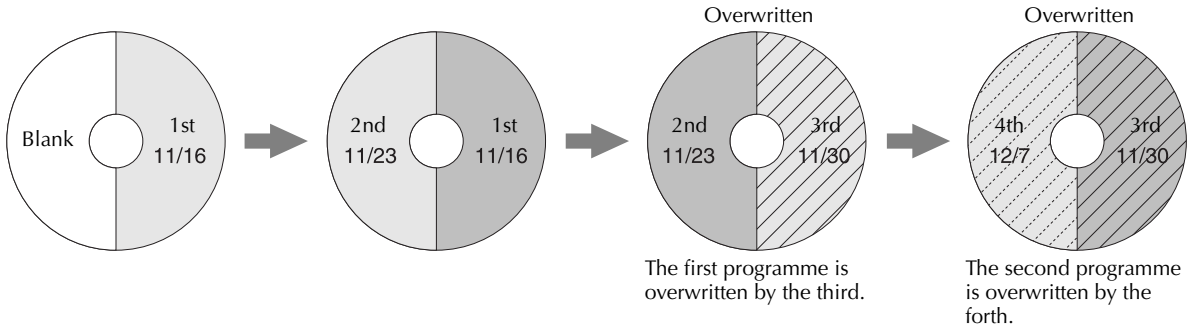 Overwritten
Overwritten
Blank
1st
11/16
2nd
11/23
1st
11/16
2nd
11/23
3rd
11/30
4th
12/7
3rd
11/30
The first programme is
overwritten by the third.
The second programme
is overwritten by the
forth.